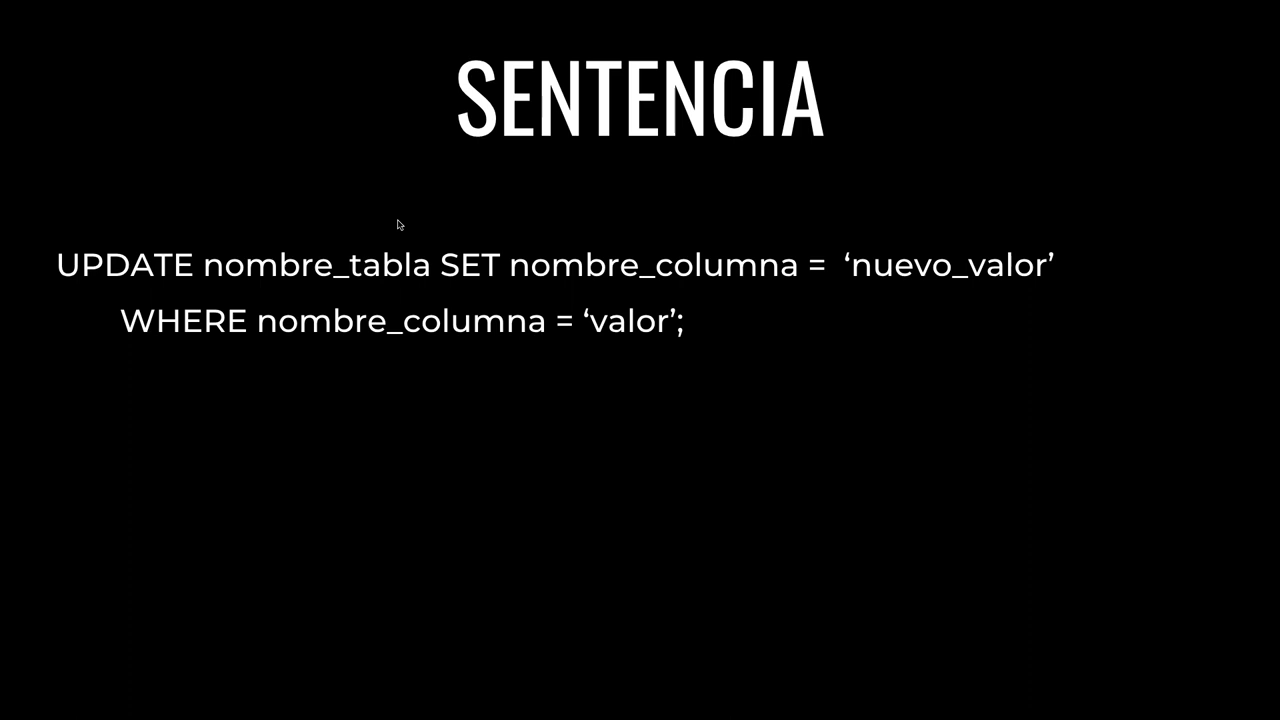 SENTENCIA
UPDATE nombre_tabla SET nombre_columna = ‘nuevo_valor’
WHERE nombre_columna = ‘valor’;